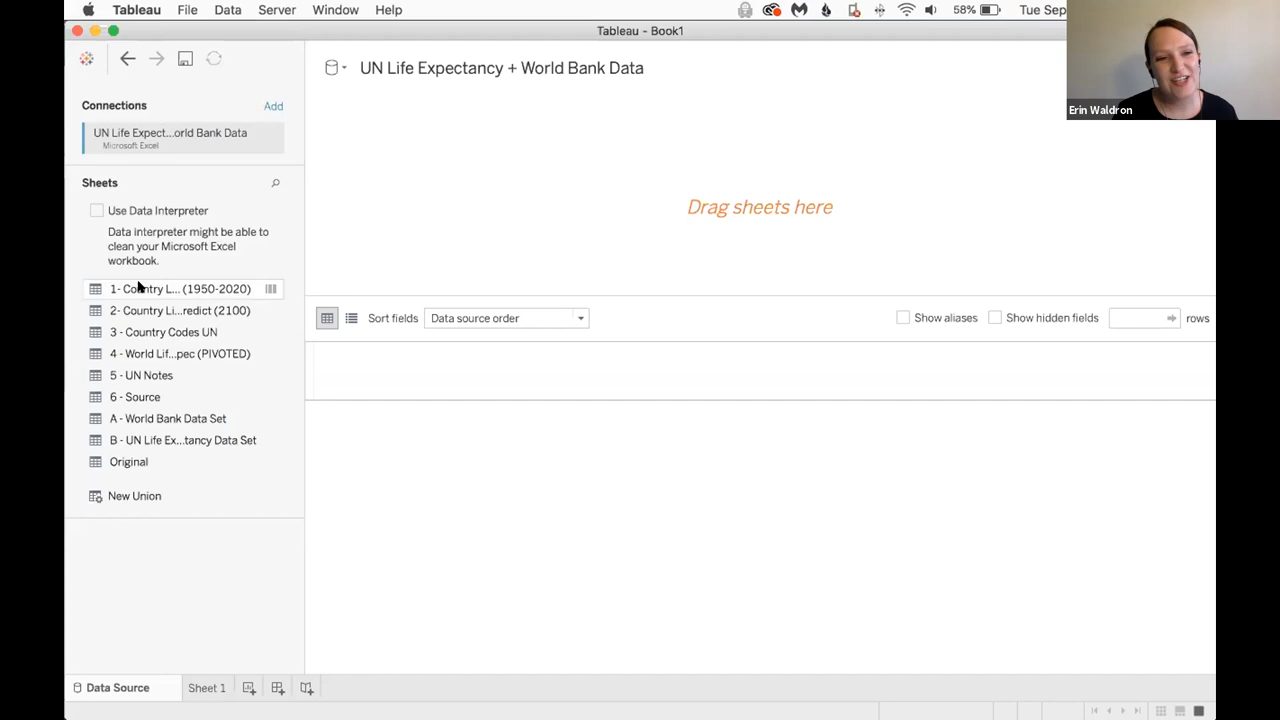 Tableau File Data Server Window Help 58% Tue Sep
Tableau - Book1
UN Life Expectancy + World Bank Data
Erin Waldron
Connections Add
UN Life Expect...orld Bank Data
Microsoft Excel
Sheets
Use Data Interpreter
Data interpreter might be able to
clean your Microsoft Excel
workbook.
Drag sheets here
1- Country L... (1950-2020)
2- Country Li...redict (2100)
3 - Country Codes UN
4 - World Lif...pec (PIVOTED)
5 - UN Notes
6 - Source
A - World Bank Data Set
B - UN Life Ex...tancy Data Set
Original
New Union
Sort fields Data source order Show aliases Show hidden fields rows
Data Source Sheet 1